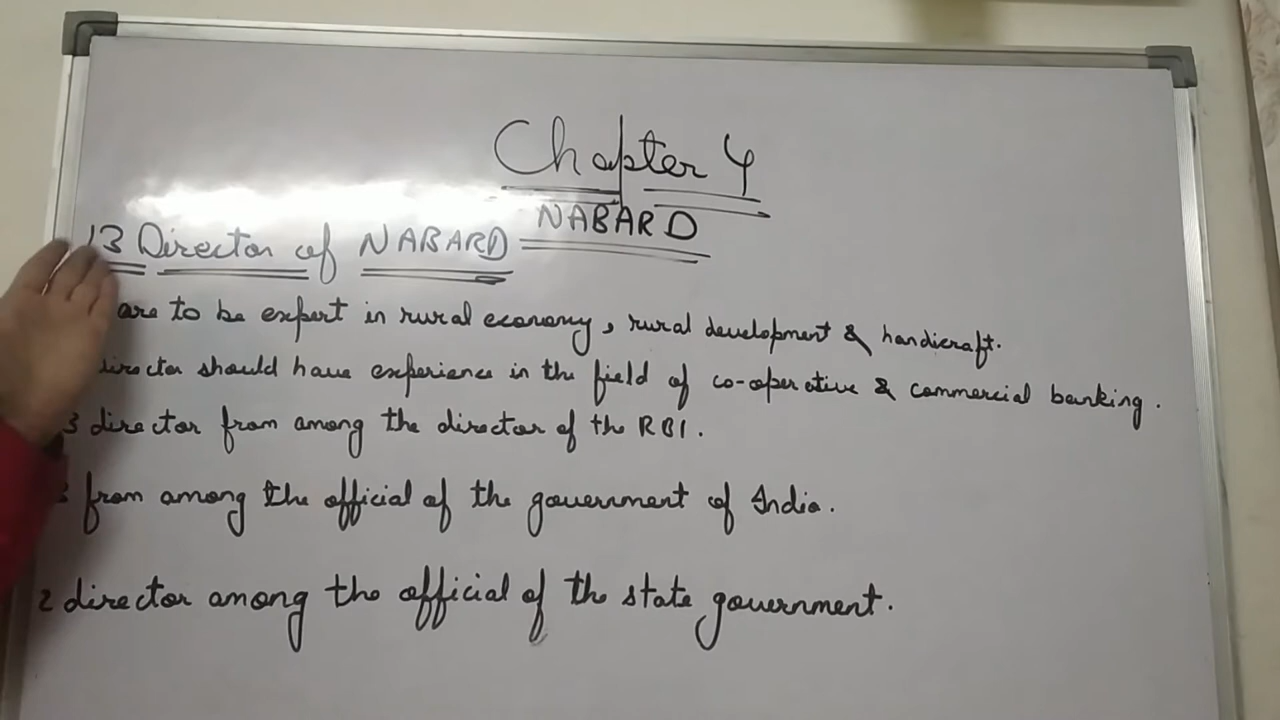 Chapter 4
NABARD
13 Director of NABARD
are to be expert in rural economy, rural development & handicraft.
director should have experience in the field of co-operative & commercial banking.
3 director from among the director of the RBI.
3 from among the official of the government of India.
2 director among the official of the state government.